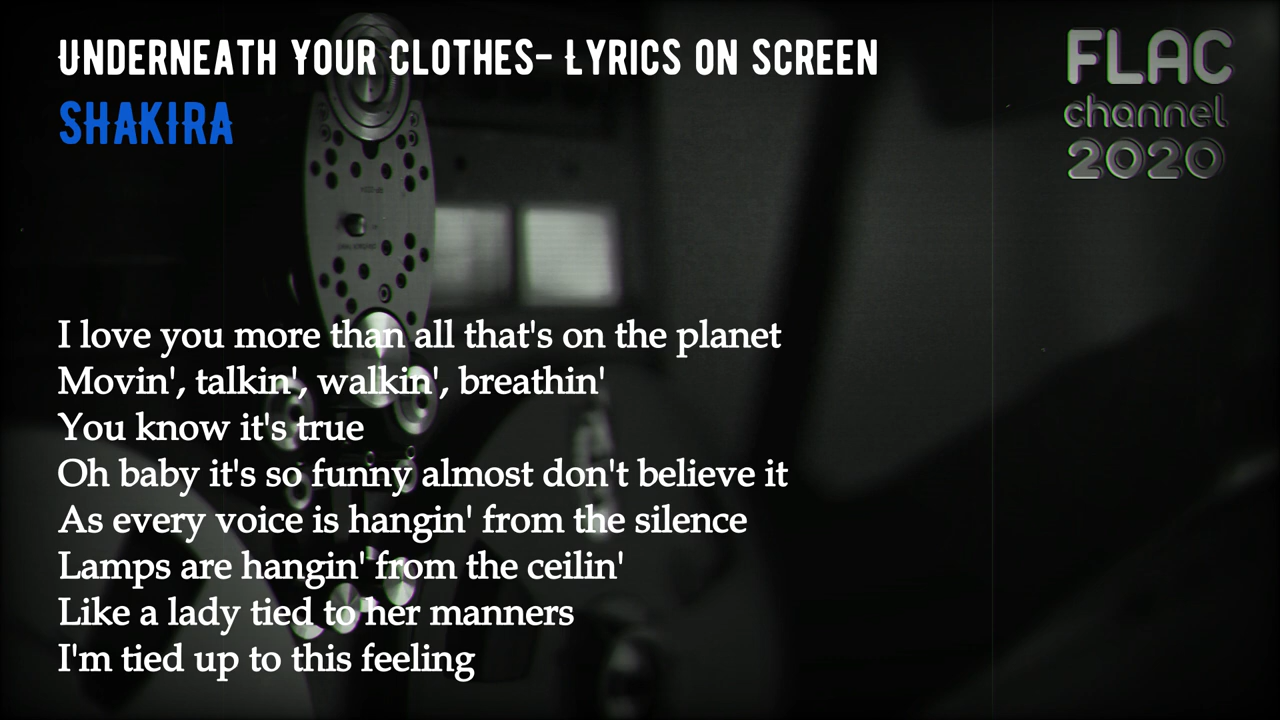 Underneath Your Clothes- Lyrics on screen
Shakira
FLAC
channel
2020
I love you more than all that's on the planet
Movin', talkin', walkin', breathin'
You know it's true
Oh baby it's so funny almost don't believe it
As every voice is hangin' from the silence
Lamps are hangin' from the ceilin'
Like a lady tied to her manners
I'm tied up to this feeling